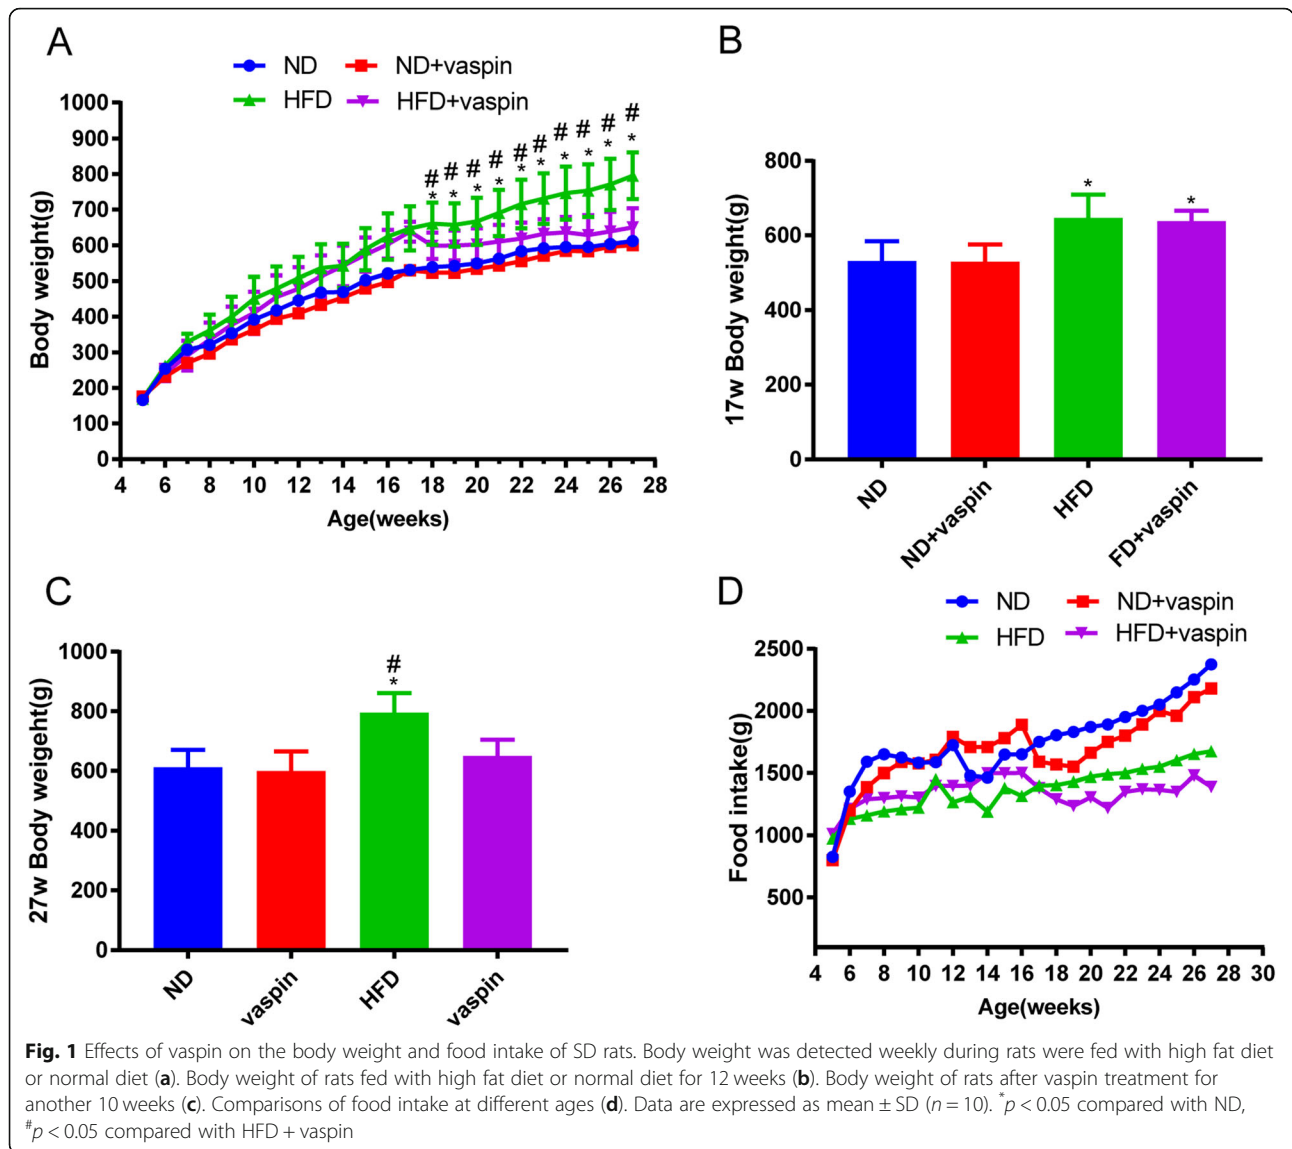 A
ND
ND+vaspin
HFD
HFD+vaspin
1000
900
800
700
600
500
400
300
200
100
0
Body weight(g)
# # # # # # # # # #
* * * * * * * * * *
4 6 8 10 12 14 16 18 20 22 24 26 28
Age(weeks)
B
800
600
400
200
0
17w Body weight(g)
* *
ND
ND+vaspin
HFD
FD+vaspin
C
1000
800
600
400
200
0
27w Body weigeht(g)
#
*
ND
vaspin
HFD
vaspin
D
ND
ND+vaspin
HFD
HFD+vaspin
2500
2000
1500
1000
500
Food intake(g)
4 6 8 10 12 14 16 18 20 22 24 26 28 30
Age(weeks)
Fig. 1 Effects of vaspin on the body weight and food intake of SD rats. Body weight was detected weekly during rats were fed with high fat diet
or normal diet (a). Body weight of rats fed with high fat diet or normal diet for 12 weeks (b). Body weight of rats after vaspin treatment for
another 10 weeks (c). Comparisons of food intake at different ages (d). Data are expressed as mean ± SD (n = 10). *p < 0.05 compared with ND,
#p < 0.05 compared with HFD + vaspin